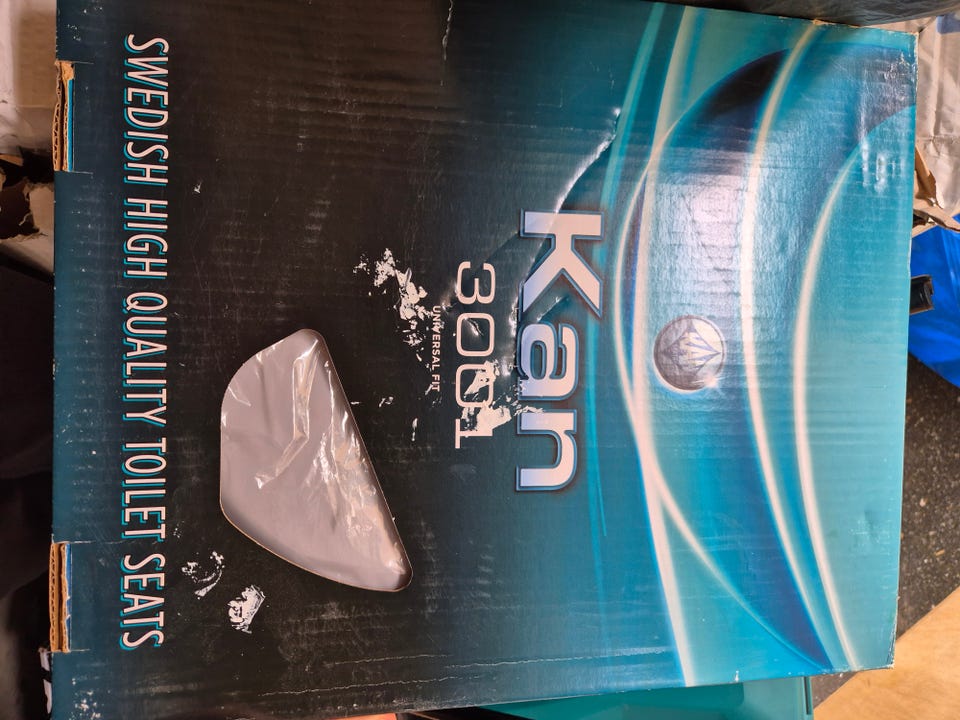 Kan
3001
UNIVERSAL FIT
SWEDISH HIGH QUALITY TOILET SEATS